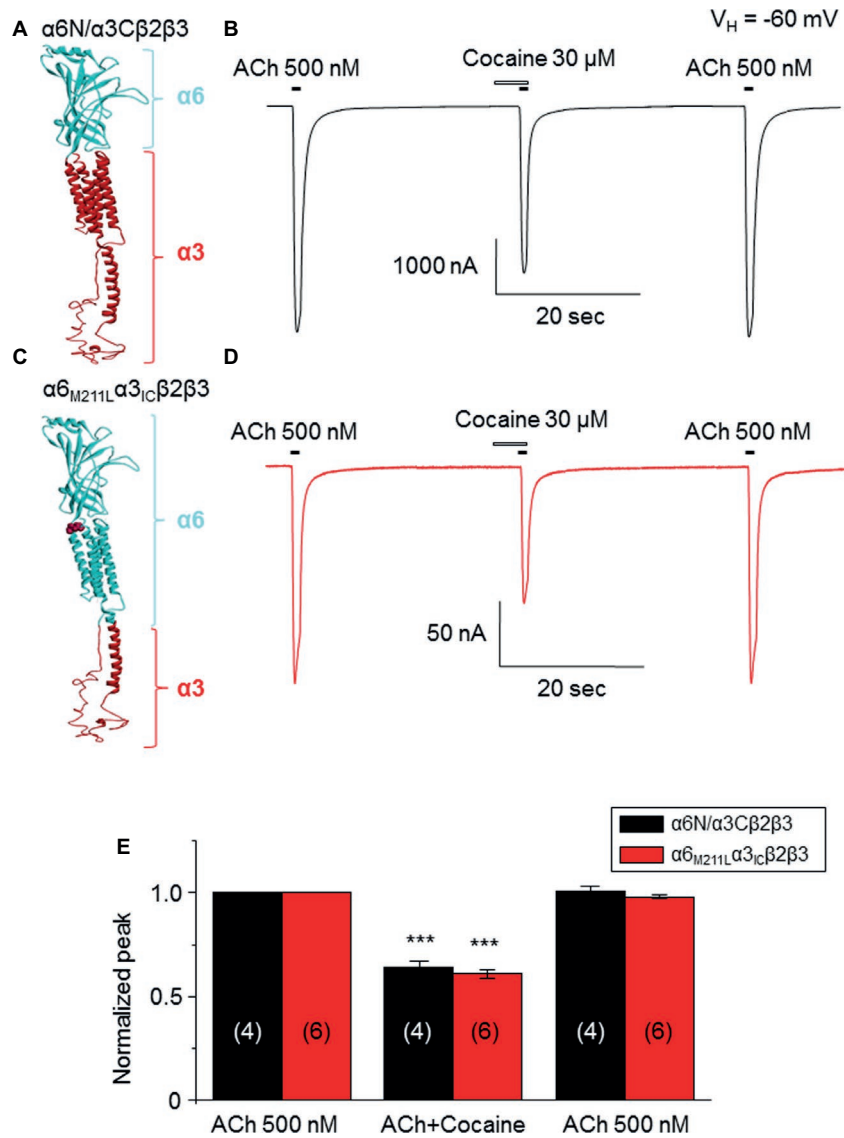 A
α6N/α3Cβ2β3
α6
α3
B
V_H = -60 mV
ACh 500 nM
Cocaine 30 µM
ACh 500 nM
1000 nA
20 sec
C
α6_M211Lα3_ICβ2β3
α6
α3
D
ACh 500 nM
Cocaine 30 µM
ACh 500 nM
50 nA
20 sec
E
α6N/α3Cβ2β3
α6_M211Lα3_ICβ2β3
Normalized peak
1.0
0.5
0
*** ***
(4) (6) (4) (6) (4) (6)
ACh 500 nM ACh+Cocaine ACh 500 nM